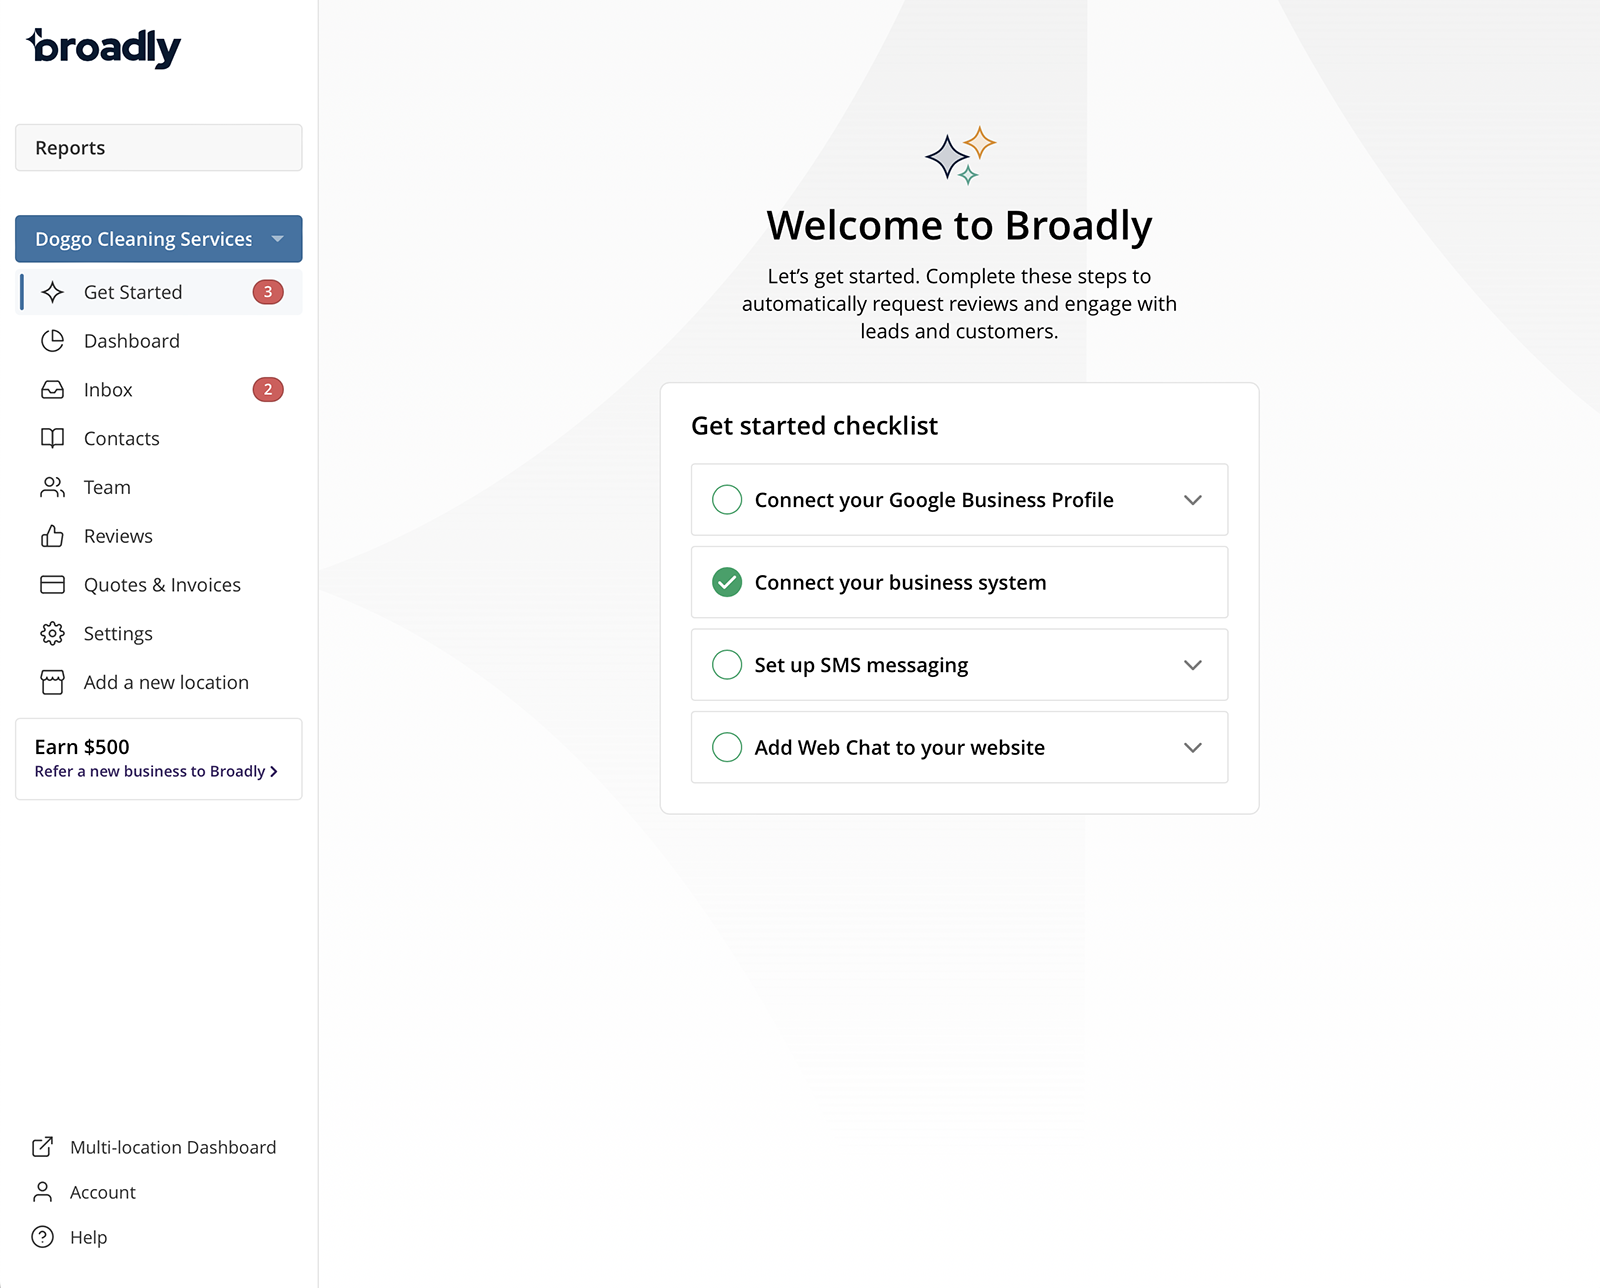 broadly
Reports
Doggo Cleaning Services
Get Started 3
Dashboard
Inbox 2
Contacts
Team
Reviews
Quotes & Invoices
Settings
Add a new location
Earn $500
Refer a new business to Broadly
Multi-location Dashboard
Account
Help
Welcome to Broadly
Let’s get started. Complete these steps to
automatically request reviews and engage with
leads and customers.
Get started checklist
Connect your Google Business Profile
Connect your business system
Set up SMS messaging
Add Web Chat to your website